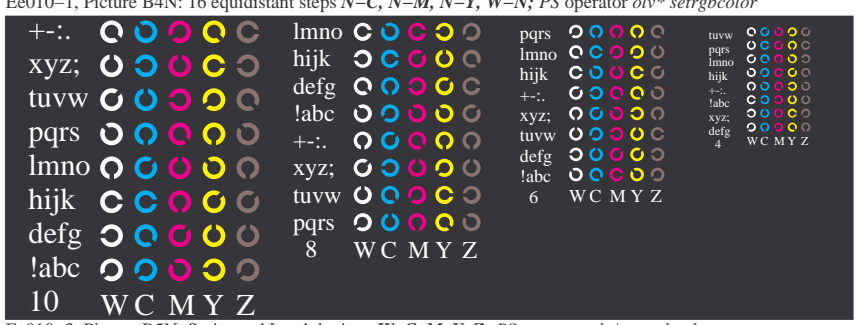 Ee010−1, Picture B4N: 16 equidistant steps N−C, N−M, N−Y, W−N; PS operator olv* setrgbcolor
+-:.
xyz;
tuvw
pqrs
lmno
hijk
defg
!abc
10 W C M Y Z
lmno
hijk
defg
!abc
+-:.
xyz;
tuvw
pqrs
8 W C M Y Z
pqrs
lmno
hijk
+-:.
xyz;
tuvw
defg
!abc
6 W C M Y Z
tuvw
pqrs
lmno
hijk
+-:.
!abc
xyz;
defg
4 W C M Y Z